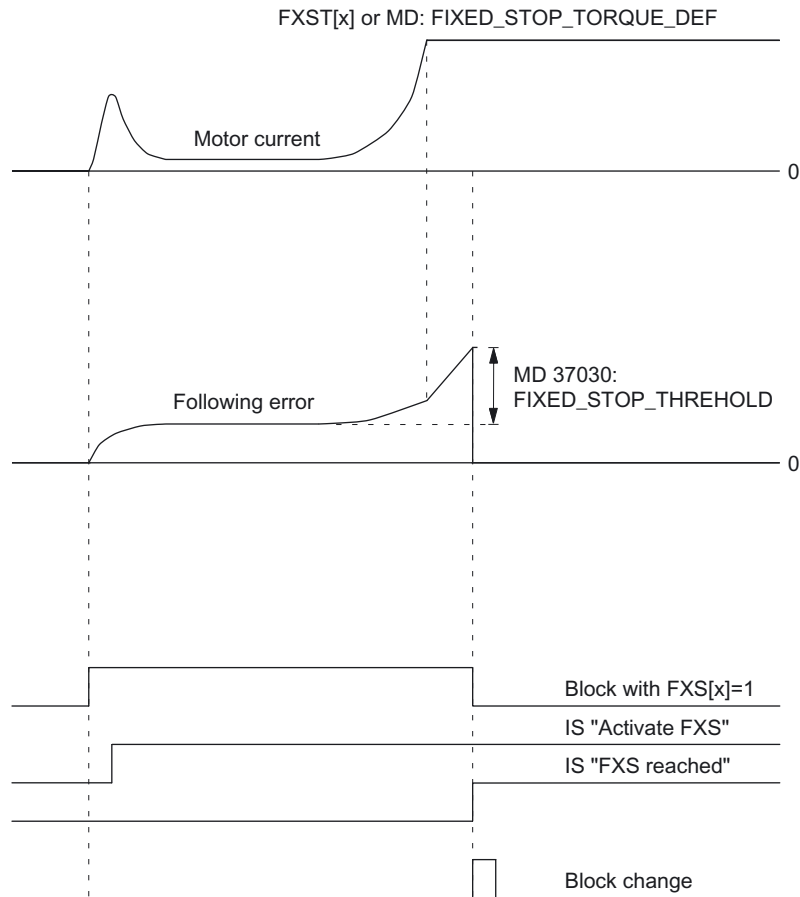 FXST[x] or MD: FIXED_STOP_TORQUE_DEF
Motor current
0
MD 37030:
FIXED_STOP_THREHOLD
Following error
0
Block with FXS[x]=1
IS "Activate FXS"
IS "FXS reached"
Block change